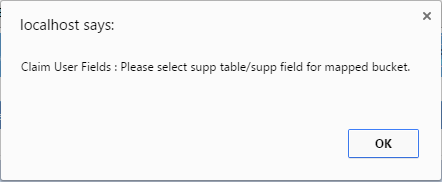 localhost says:
Claim User Fields : Please select supp table/supp field for mapped bucket.
OK